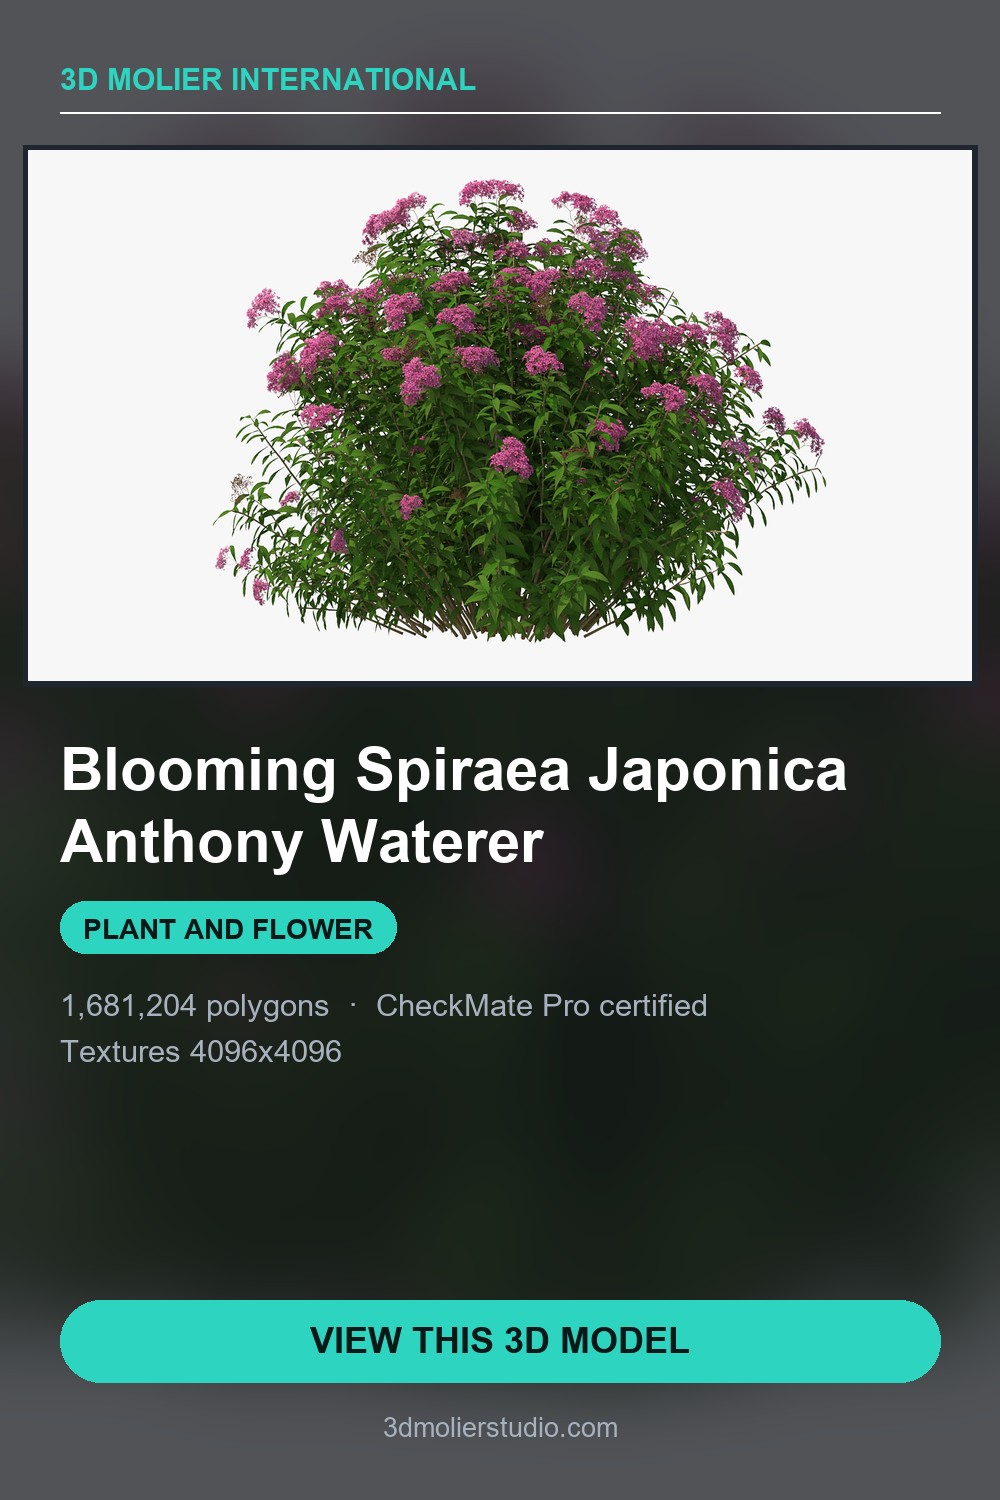 3D MOLIER INTERNATIONAL
Blooming Spiraea Japonica
Anthony Waterer
PLANT AND FLOWER
1,681,204 polygons · CheckMate Pro certified
Textures 4096x4096
VIEW THIS 3D MODEL
3dmolierstudio.com